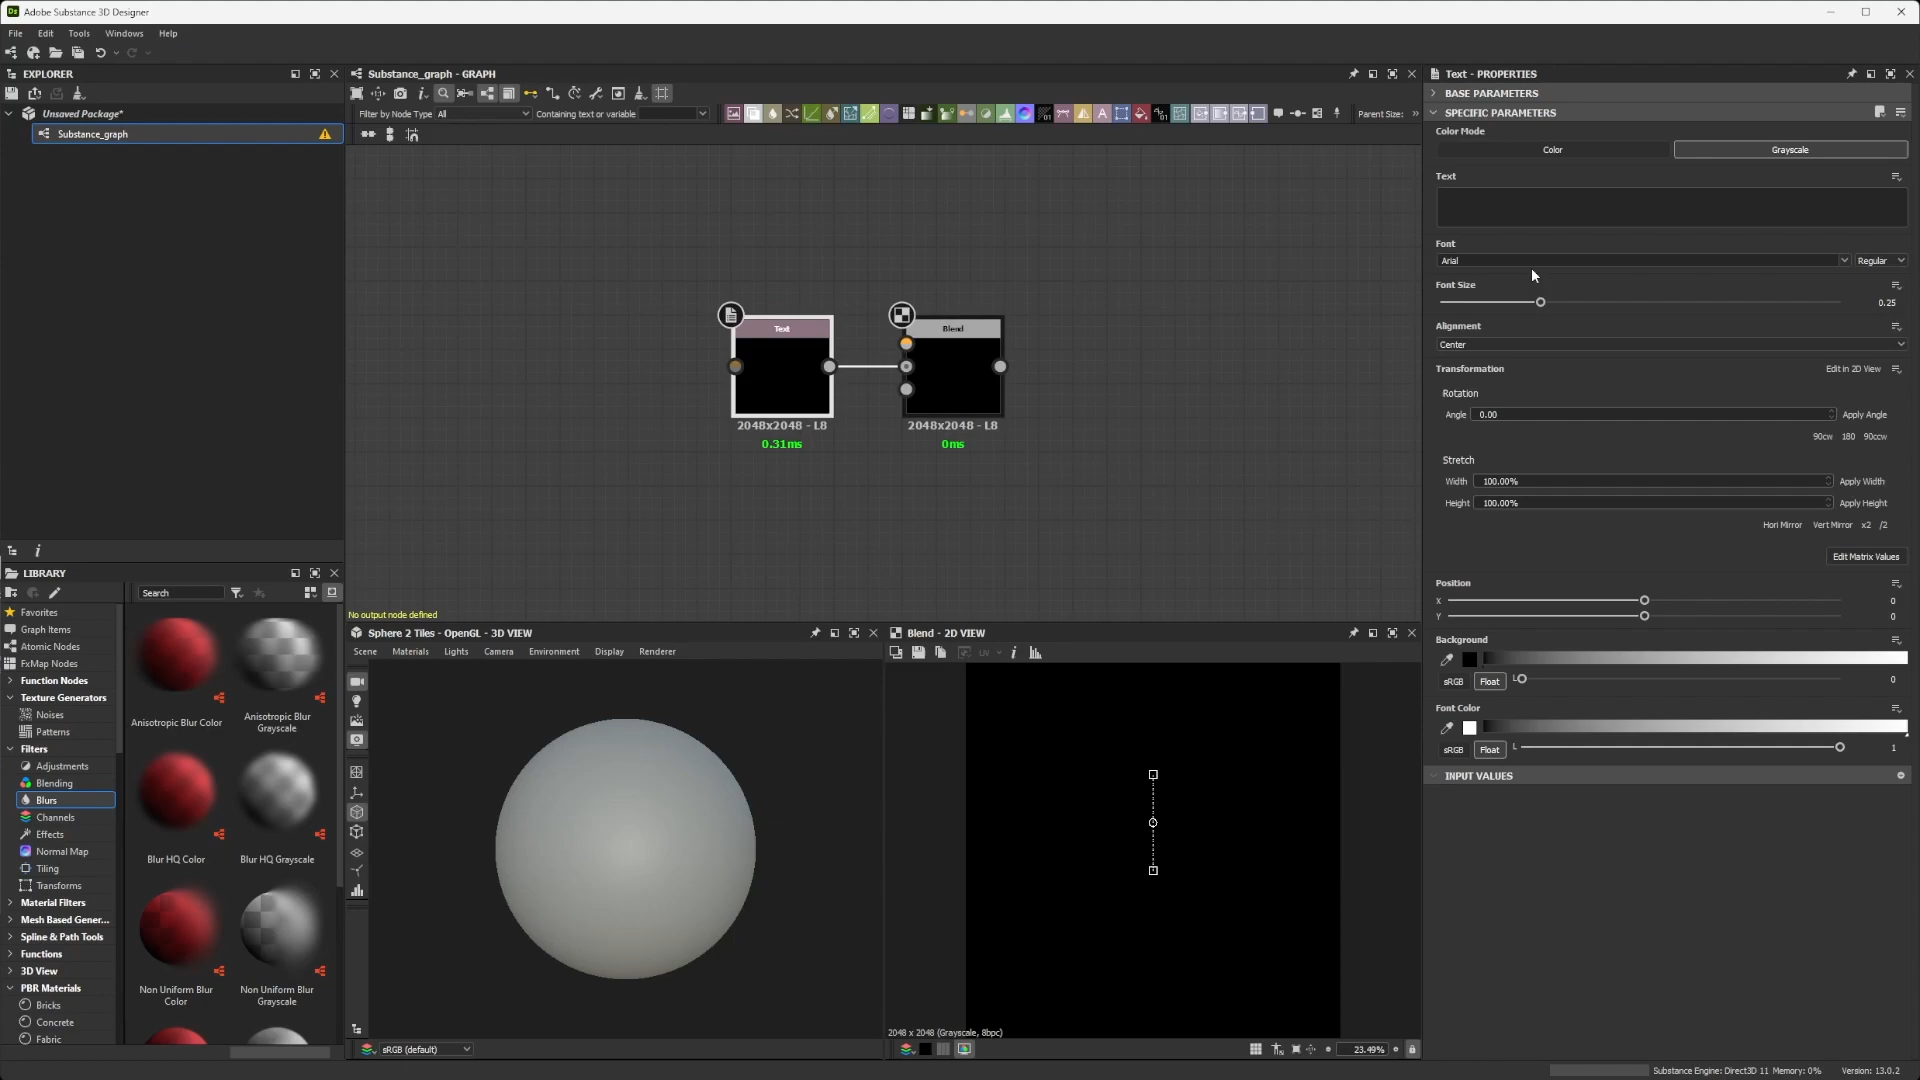 Adobe Substance 3D Designer
File Edit Tools Windows Help
EXPLORER
Unsaved Package*
Substance_graph
Substance_graph - GRAPH
Filter by Node Type All Containing text or variable Parent Size: »
Text
2048x2048 - L8
0.31ms
Blend
2048x2048 - L8
0ms
No output node defined
LIBRARY
Search
Favorites
Graph Items
Atomic Nodes
FxMap Nodes
Function Nodes
Texture Generators
Noises
Patterns
Filters
Adjustments
Blending
Blurs
Channels
Effects
Normal Map
Tiling
Transforms
Material Filters
Mesh Based Gener...
Spline & Path Tools
Functions
3D View
PBR Materials
Bricks
Concrete
Fabric
Anisotropic Blur Color
Anisotropic Blur Grayscale
Blur HQ Color
Blur HQ Grayscale
Non Uniform Blur Color
Non Uniform Blur Grayscale
Sphere 2 Tiles - OpenGL - 3D VIEW
Scene Materials Lights Camera Environment Display Renderer
sRGB (default)
Blend - 2D VIEW
UV
2048 x 2048 (Grayscale, 8bpc)
23.49%
Text - PROPERTIES
BASE PARAMETERS
SPECIFIC PARAMETERS
Color Mode
Color Grayscale
Text
Font
Arial Regular
Font Size
0.25
Alignment
Center
Transformation Edit in 2D View
Rotation
Angle 0.00 Apply Angle
90cw 180 90ccw
Stretch
Width 100.00% Apply Width
Height 100.00% Apply Height
Hori Mirror Vert Mirror x2 /2
Edit Matrix Values
Position
X 0
Y 0
Background
sRGB Float L 0
Font Color
sRGB Float L 1
INPUT VALUES
Substance Engine: Direct3D 11 Memory: 0% Version: 13.0.2